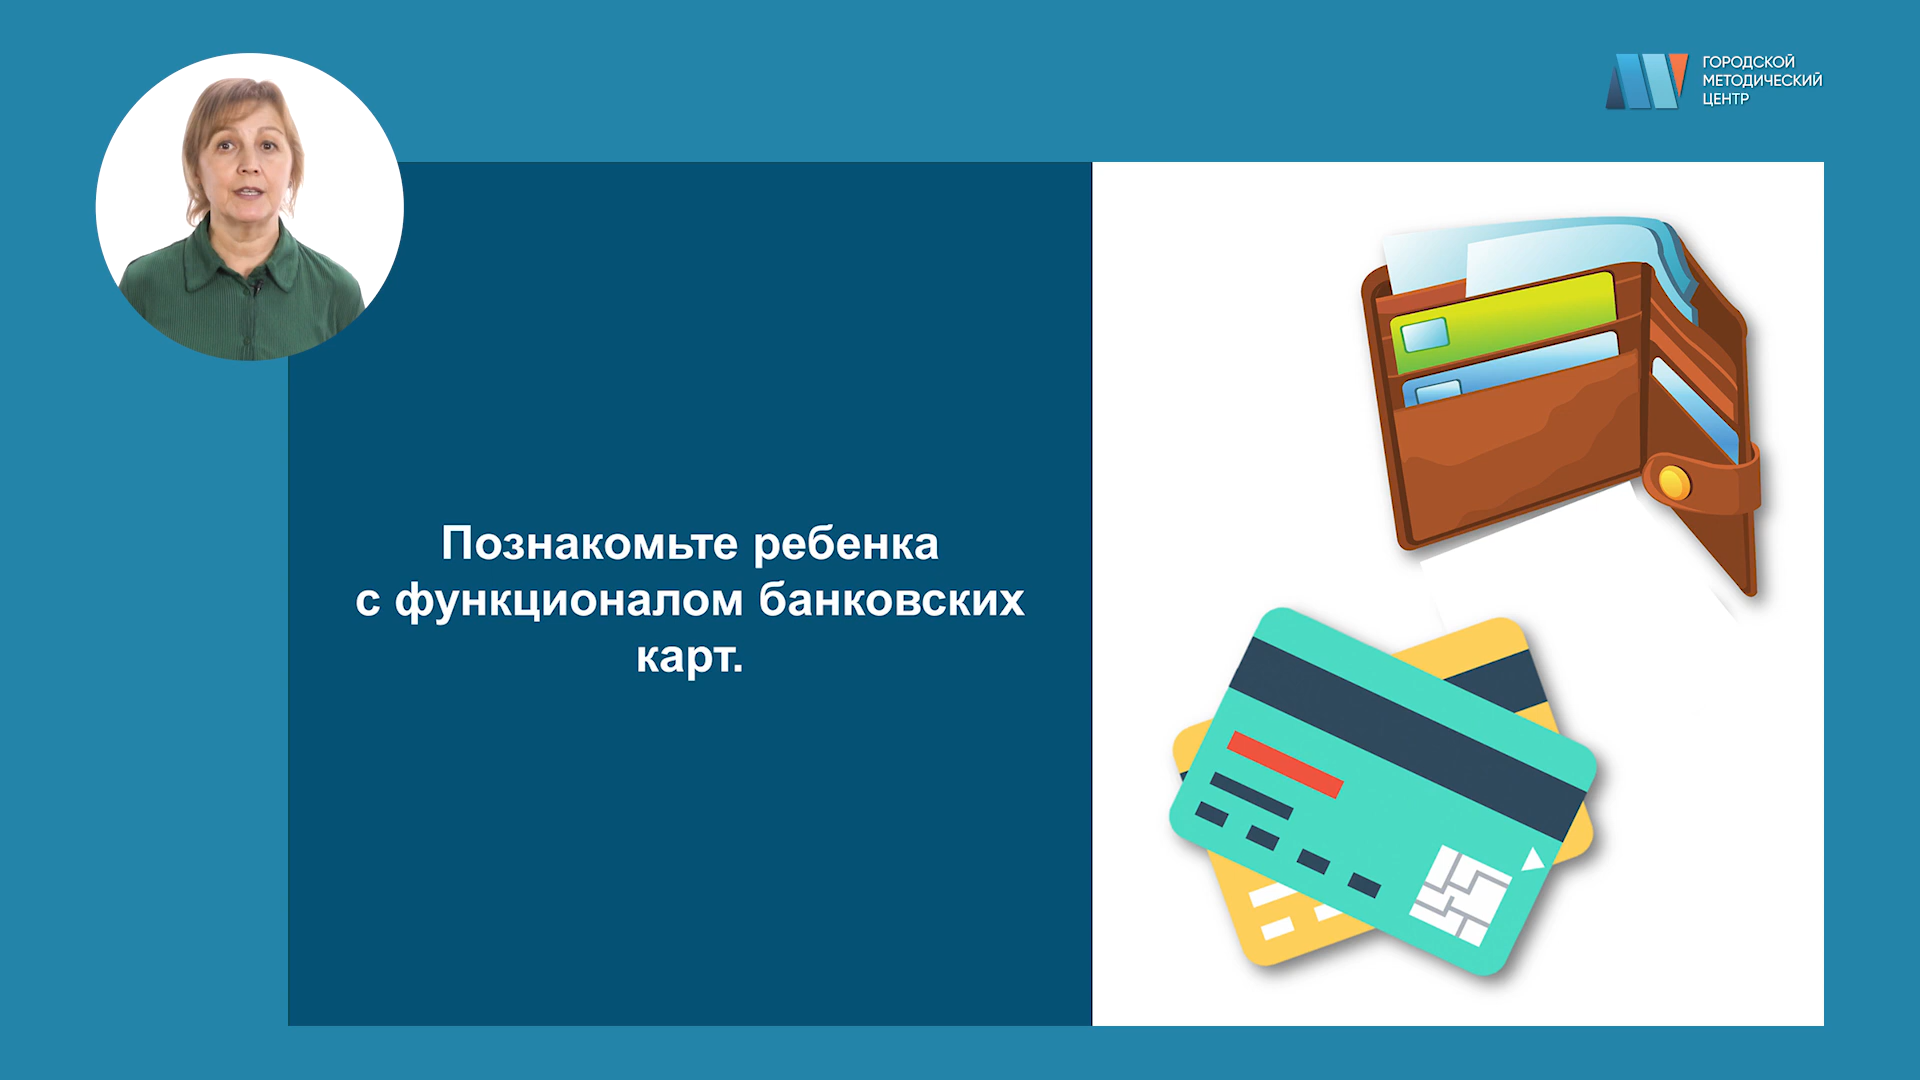 ГОРОДСКОЙ
МЕТОДИЧЕСКИЙ
ЦЕНТР
Познакомьте ребенка
с функционалом банковских
карт.